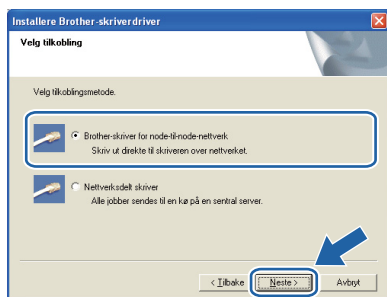 Installere Brother-skriverdriver
Velg tilkobling
Velg tilkoblingsmetode.
Brother-skriver for node-til-node-nettverk
Skriv ut direkte til skriveren over nettverket.
Nettverksdelt skriver
Alle jobber sendes til en kø på en sentral server.
< Tilbake Neste > Avbryt